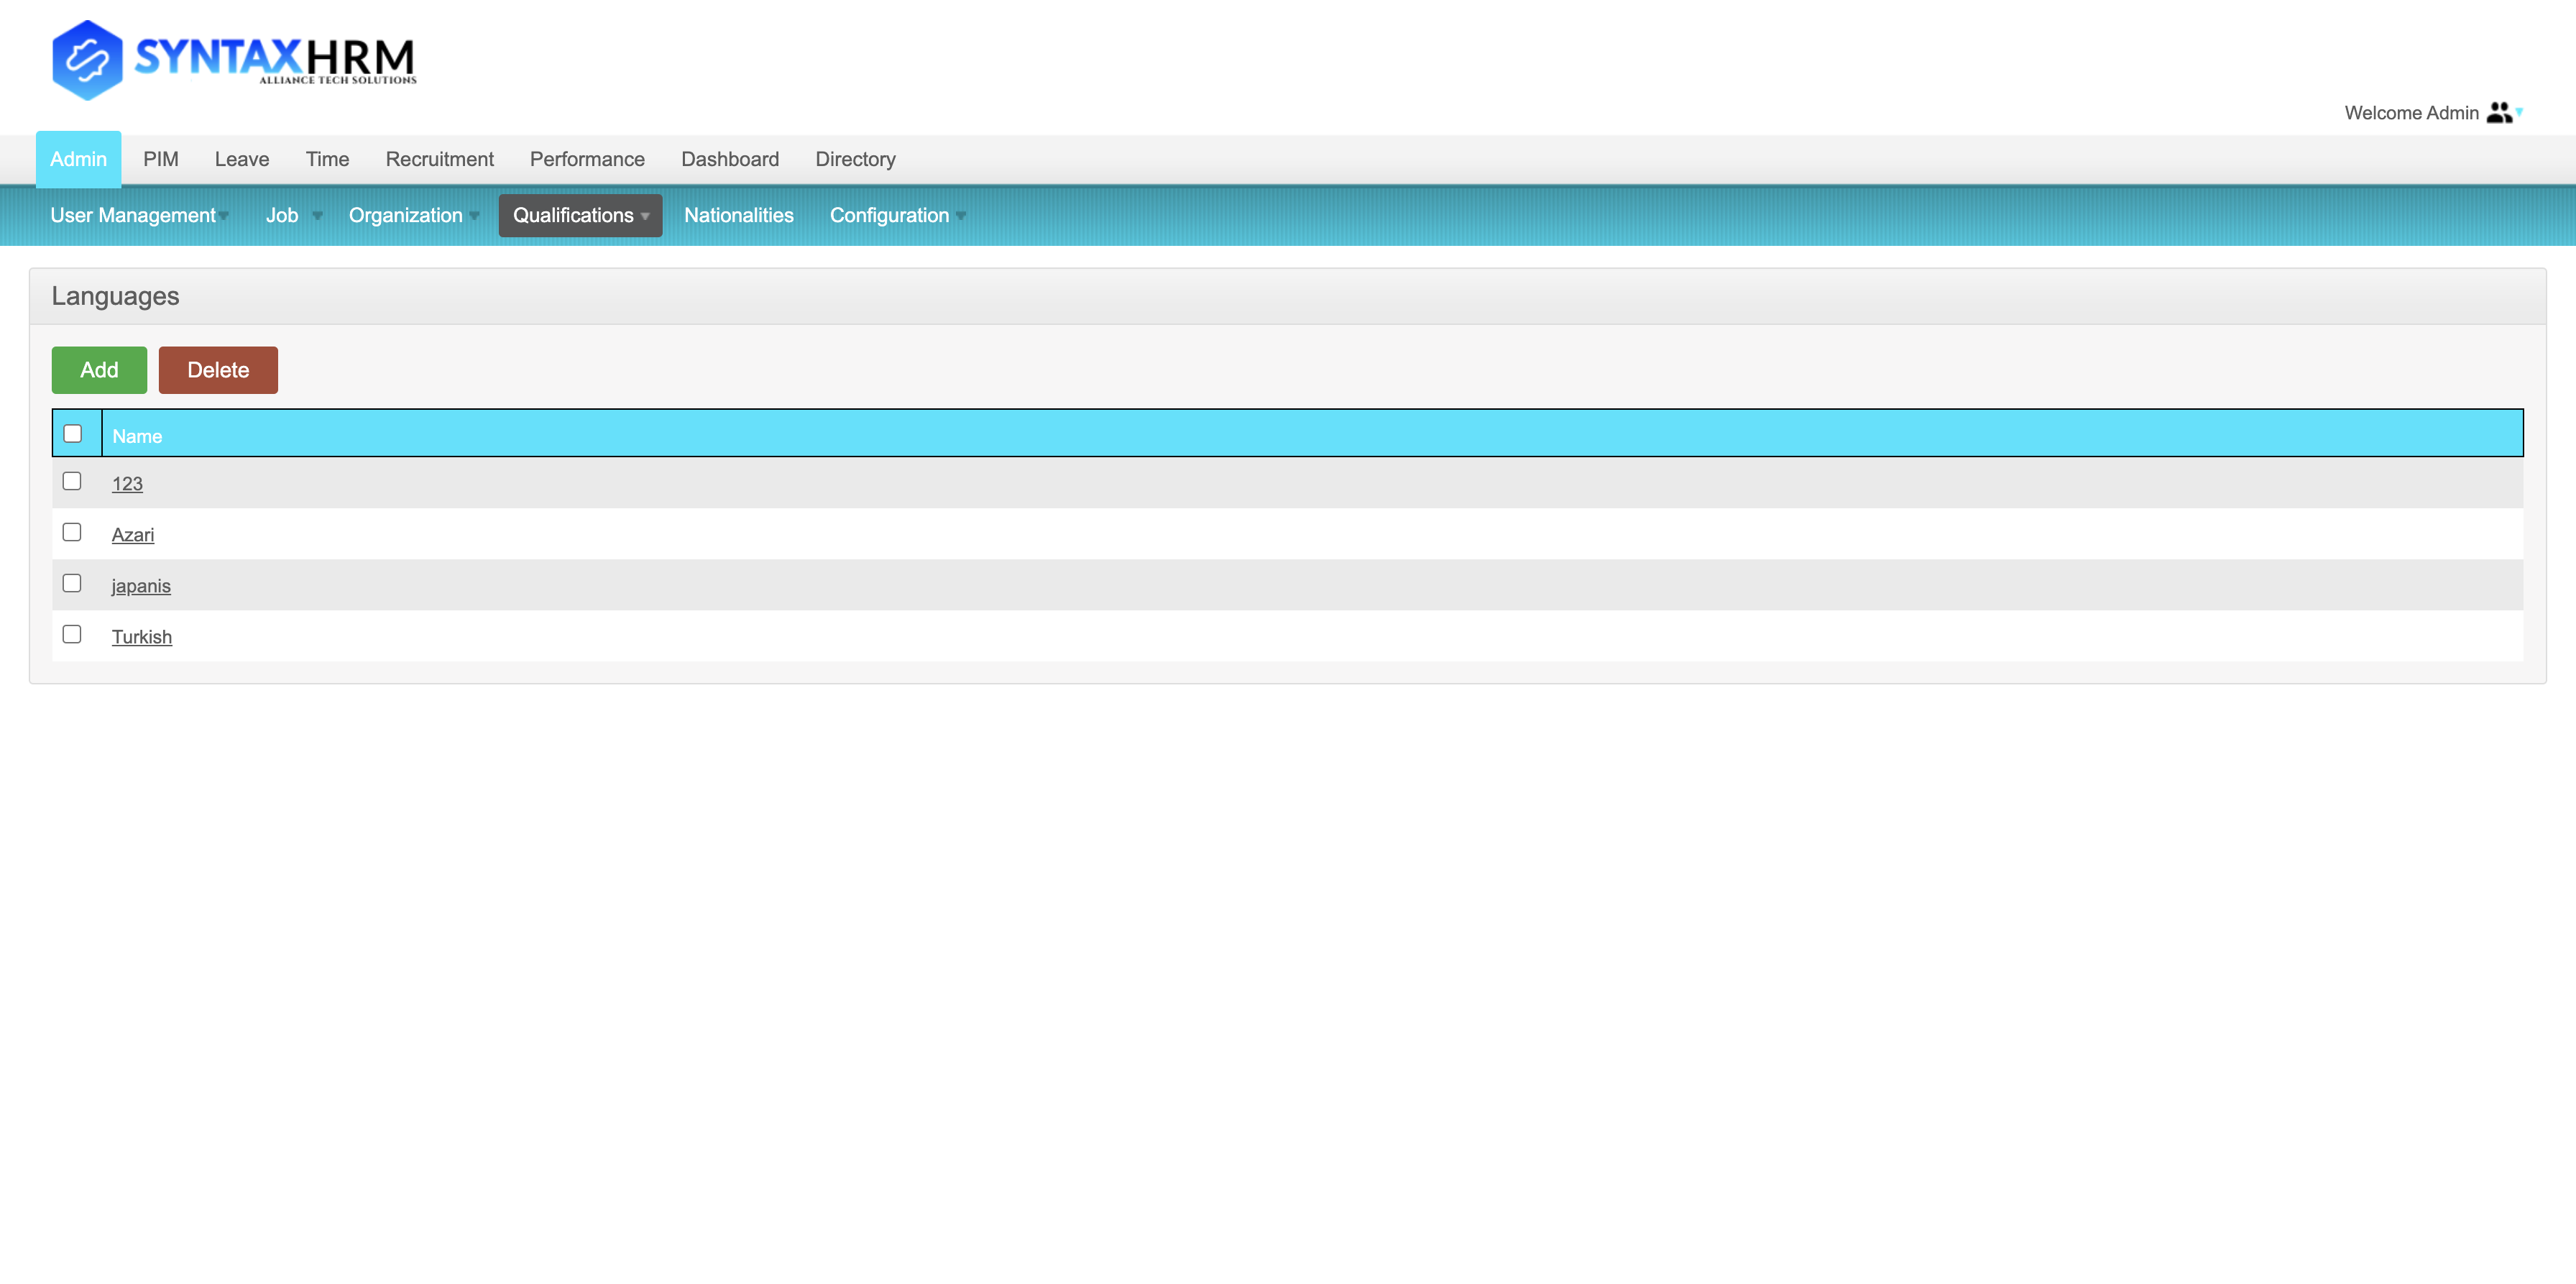 SYNTAXHRM
ALLIANCE TECH SOLUTIONS
Welcome Admin
Admin PIM Leave Time Recruitment Performance Dashboard Directory
User Management Job Organization Qualifications Nationalities Configuration
Languages
Add Delete
Name
123
Azari
japanis
Turkish